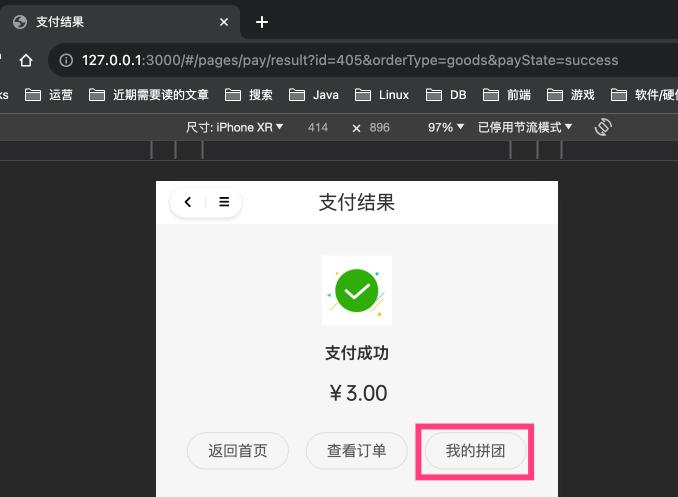 支付结果
127.0.0.1:3000/#/pages/pay/result?id=405&orderType=goods&payState=success
ks 运营 近期需要读的文章 搜索 Java Linux DB 前端 游戏 软件/硬件
尺寸: iPhone XR 414 × 896 97% 已停用节流模式
支付结果
支付成功
¥3.00
返回首页 查看订单 我的拼团